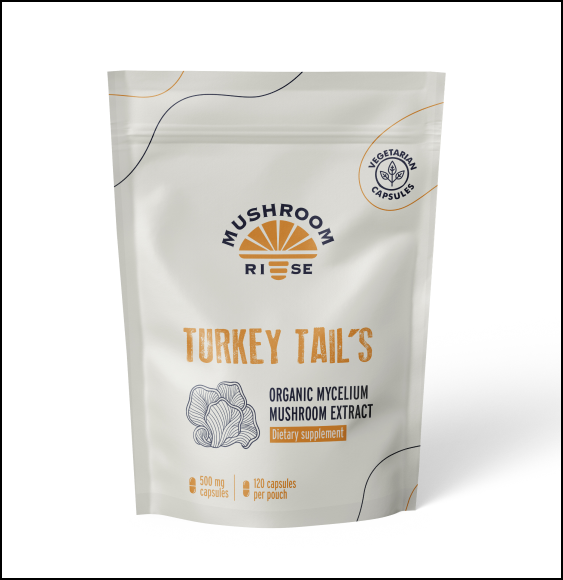 VEGETARIAN
CAPSULES
MUSHROOM
RISE
TURKEY TAIL'S
ORGANIC MYCELIUM
MUSHROOM EXTRACT
Dietary supplement
500 mg
capsules
120 capsules
per pouch